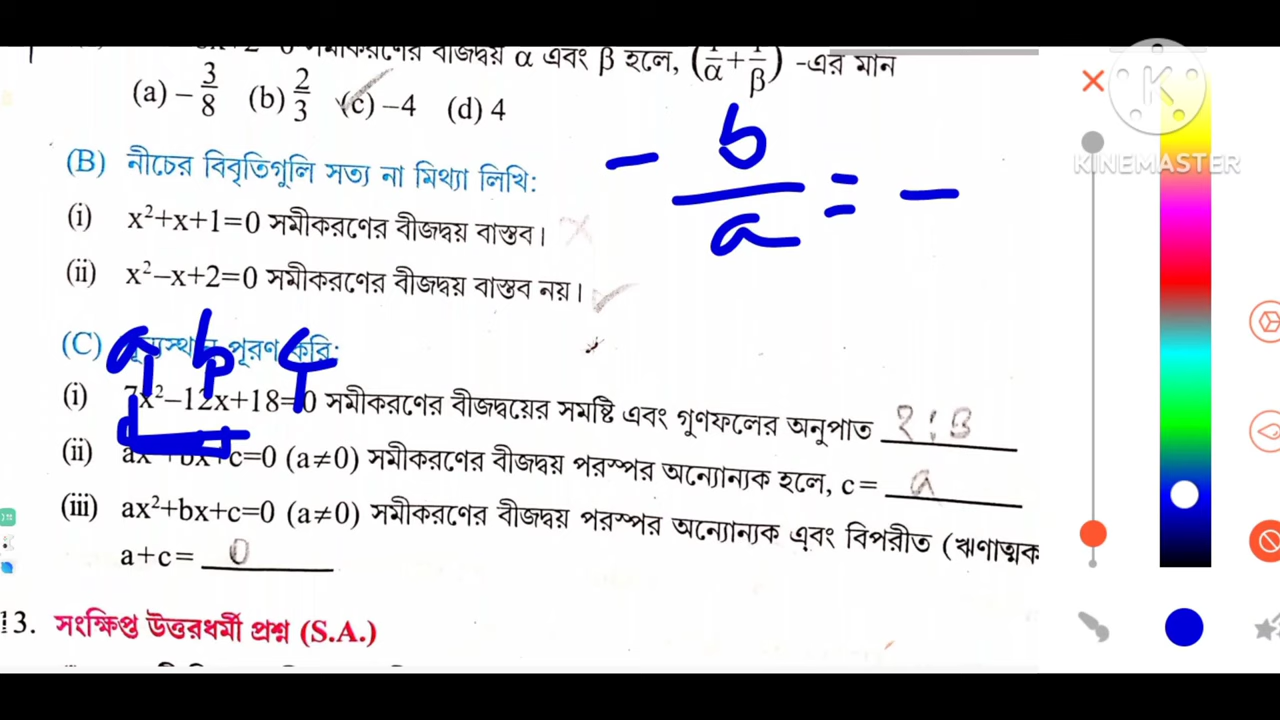 সমীকরণের বীজদ্বয় α এবং β হলে, (1/α + 1/β) -এর মান
(a) –3/8 (b) 2/3 (c) –4 (d) 4
KINEMASTER
– b/a = –
(B) নীচের বিবৃতিগুলি সত্য না মিথ্যা লিখি:
(i) x²+x+1=0 সমীকরণের বীজদ্বয় বাস্তব।
(ii) x²–x+2=0 সমীকরণের বীজদ্বয় বাস্তব নয়।
a b c
(C) পূরণ করি:
(i) 7x²–12x+18=0 সমীকরণের বীজদ্বয়ের সমষ্টি এবং গুণফলের অনুপাত 2:3
(ii) ax²+bx+c=0 (a≠0) সমীকরণের বীজদ্বয় পরস্পর অন্যোন্যক হলে, c= a
(iii) ax²+bx+c=0 (a≠0) সমীকরণের বীজদ্বয় পরস্পর অন্যোন্যক এবং বিপরীত (ঋণাত্মক
a+c= 0
13. সংক্ষিপ্ত উত্তরধর্মী প্রশ্ন (S.A.)